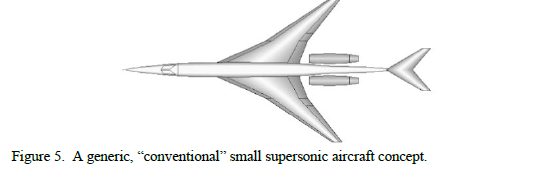 Figure 5.  A generic, “conventional” small supersonic aircraft concept.